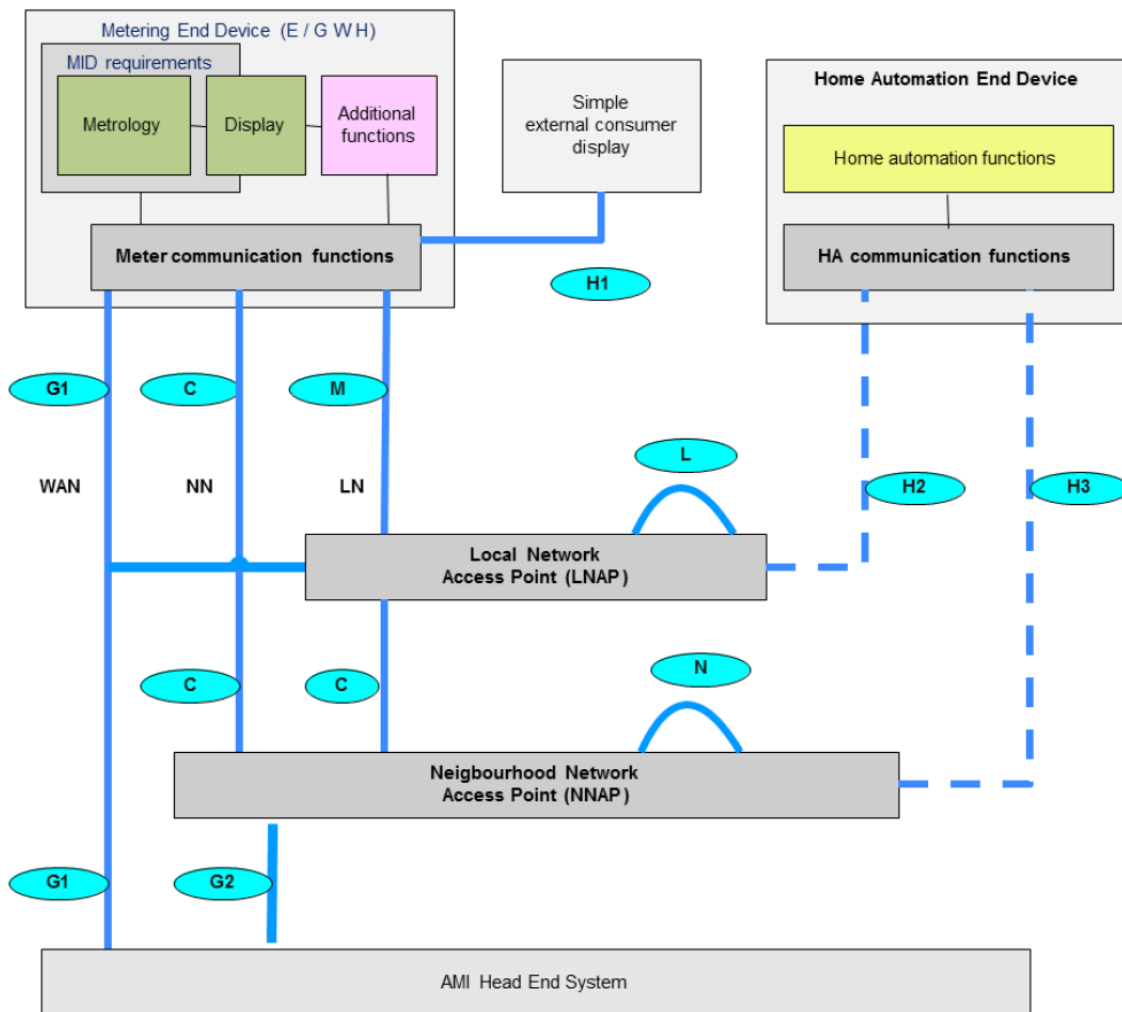 Metering End Device (E / G W H)
MID requirements
Metrology
Display
Additional
functions
Simple
external consumer
display
Home Automation End Device
Home automation functions
Meter communication functions
HA communication functions
H1
G1
C
M
L
WAN
NN
LN
H2
H3
Local Network
Access Point (LNAP)
C
C
N
Neigbourhood Network
Access Point (NNAP)
G1
G2
AMI Head End System